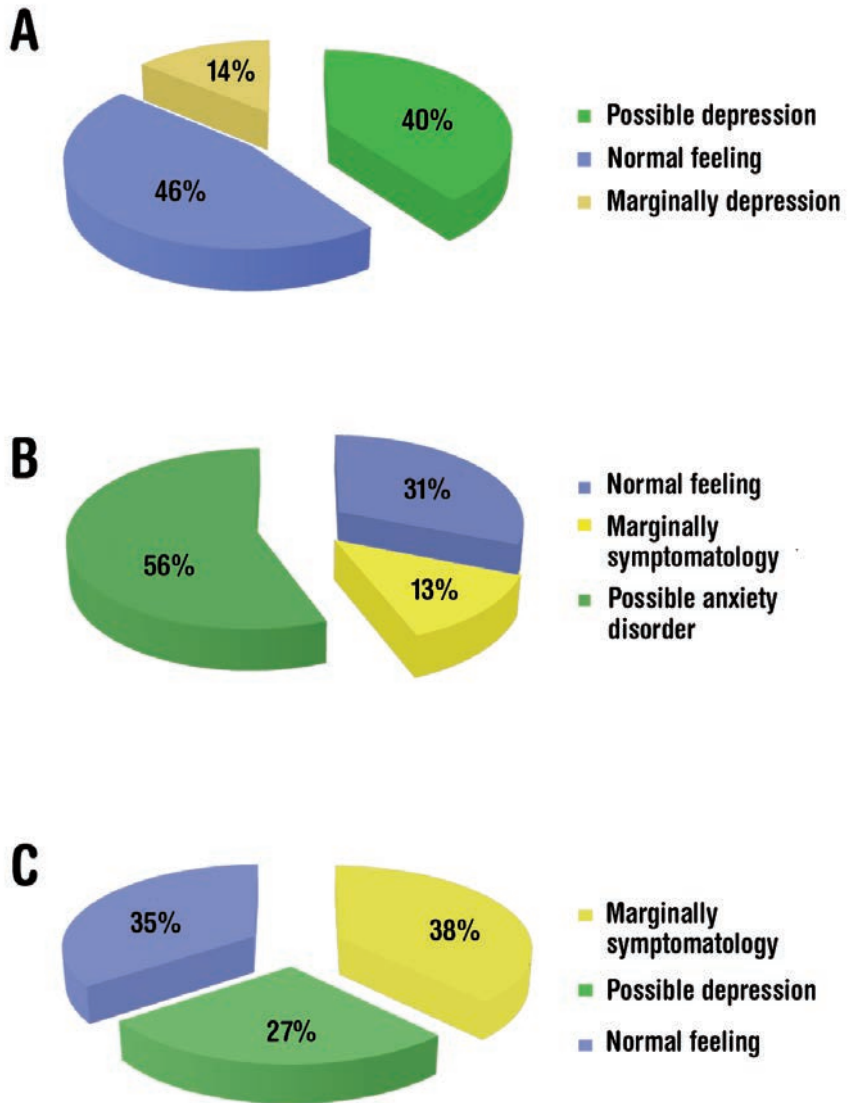 A
14%
40%
46%
Possible depression
Normal feeling
Marginally depression
B
31%
56%
13%
Normal feeling
Marginally
symptomatology
Possible anxiety
disorder
C
35%
38%
27%
Marginally
symptomatology
Possible depression
Normal feeling